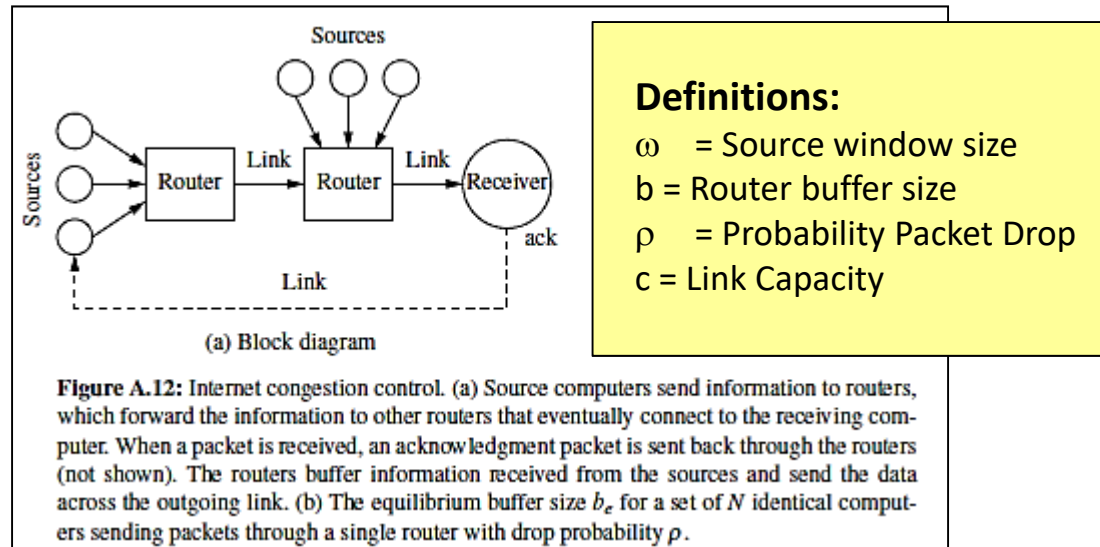 Sources
Sources
Router
Link
Router
Link
Receiver
ack
Link
(a) Block diagram
Definitions:
ω = Source window size
b = Router buffer size
ρ = Probability Packet Drop
c = Link Capacity
Figure A.12: Internet congestion control. (a) Source computers send information to routers,
which forward the information to other routers that eventually connect to the receiving com-
puter. When a packet is received, an acknowledgment packet is sent back through the routers
(not shown). The routers buffer information received from the sources and send the data
across the outgoing link. (b) The equilibrium buffer size bₑ for a set of N identical comput-
ers sending packets through a single router with drop probability ρ.